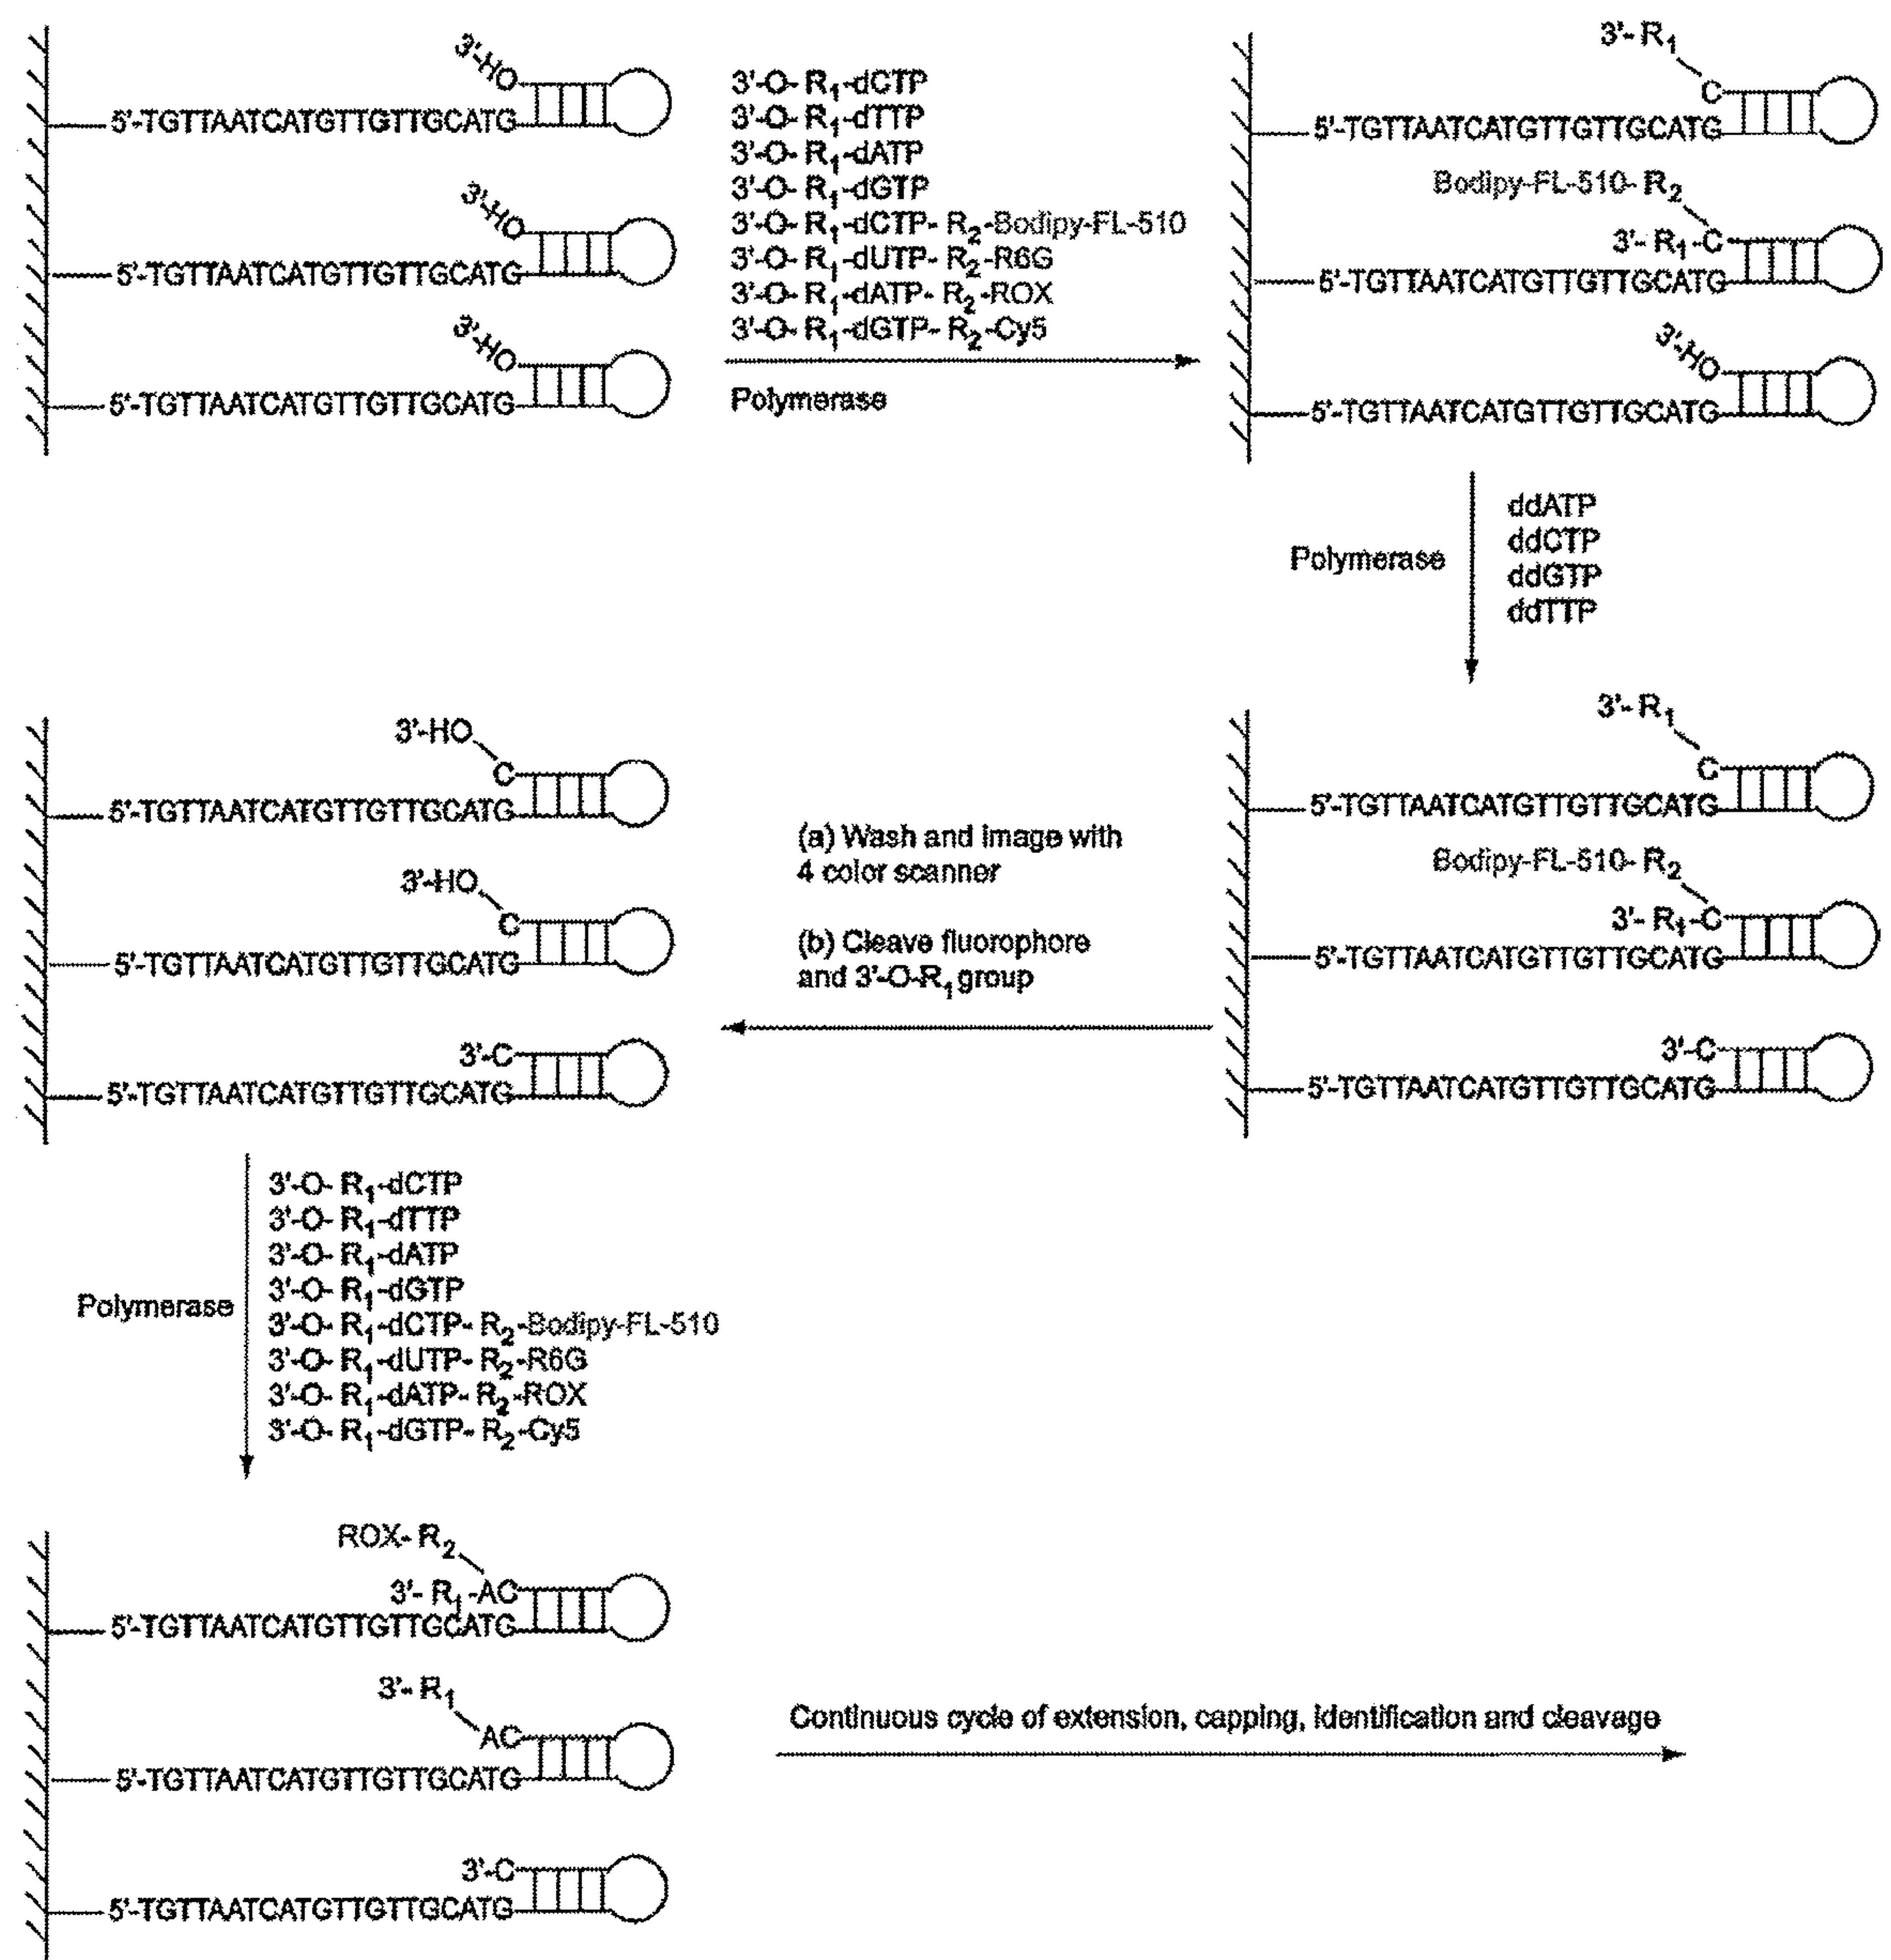 3'-HO
5'-TGTTAATCATGTTGTTGCATG
3'-HO
5'-TGTTAATCATGTTGTTGCATG
3'-HO
5'-TGTTAATCATGTTGTTGCATG
3'-O- R1-dCTP
3'-O- R1-dTTP
3'-O- R1-dATP
3'-O- R1-dGTP
3'-O- R1-dCTP- R2-Bodipy-FL-510
3'-O- R1-dUTP- R2-R6G
3'-O- R1-dATP- R2-ROX
3'-O- R1-dGTP- R2-Cy5
Polymerase
3'- R1
C
5'-TGTTAATCATGTTGTTGCATG
Bodipy-FL-510- R2
3'- R1-C
5'-TGTTAATCATGTTGTTGCATG
3'-HO
5'-TGTTAATCATGTTGTTGCATG
Polymerase
ddATP
ddCTP
ddGTP
ddTTP
3'- R1
C
5'-TGTTAATCATGTTGTTGCATG
Bodipy-FL-510- R2
3'- R1-C
5'-TGTTAATCATGTTGTTGCATG
3'-C
5'-TGTTAATCATGTTGTTGCATG
(a) Wash and image with
4 color scanner
(b) Cleave fluorophore
and 3'-O-R1 group
3'-HO
C
5'-TGTTAATCATGTTGTTGCATG
3'-HO
C
5'-TGTTAATCATGTTGTTGCATG
3'-C
5'-TGTTAATCATGTTGTTGCATG
Polymerase
3'-O- R1-dCTP
3'-O- R1-dTTP
3'-O- R1-dATP
3'-O- R1-dGTP
3'-O- R1-dCTP- R2-Bodipy-FL-510
3'-O- R1-dUTP- R2-R6G
3'-O- R1-dATP- R2-ROX
3'-O- R1-dGTP- R2-Cy5
ROX- R2
3'- R1-AC
5'-TGTTAATCATGTTGTTGCATG
3'- R1
AC
5'-TGTTAATCATGTTGTTGCATG
3'-C
5'-TGTTAATCATGTTGTTGCATG
Continuous cycle of extension, capping, identification and cleavage